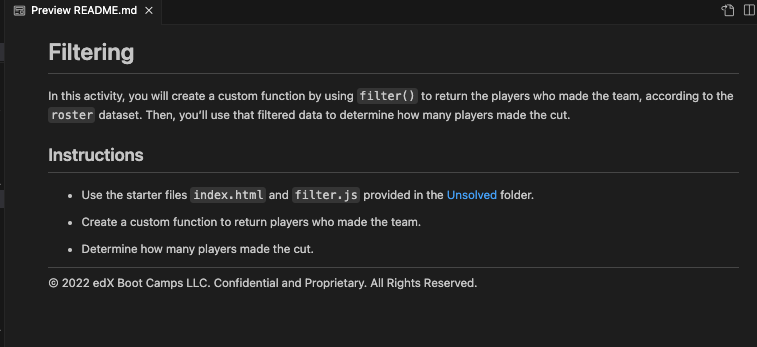 Preview README.md
Filtering
In this activity, you will create a custom function by using filter() to return the players who made the team, according to the
roster dataset. Then, you’ll use that filtered data to determine how many players made the cut.
Instructions
• Use the starter files index.html and filter.js provided in the Unsolved folder.
• Create a custom function to return players who made the team.
• Determine how many players made the cut.
© 2022 edX Boot Camps LLC. Confidential and Proprietary. All Rights Reserved.